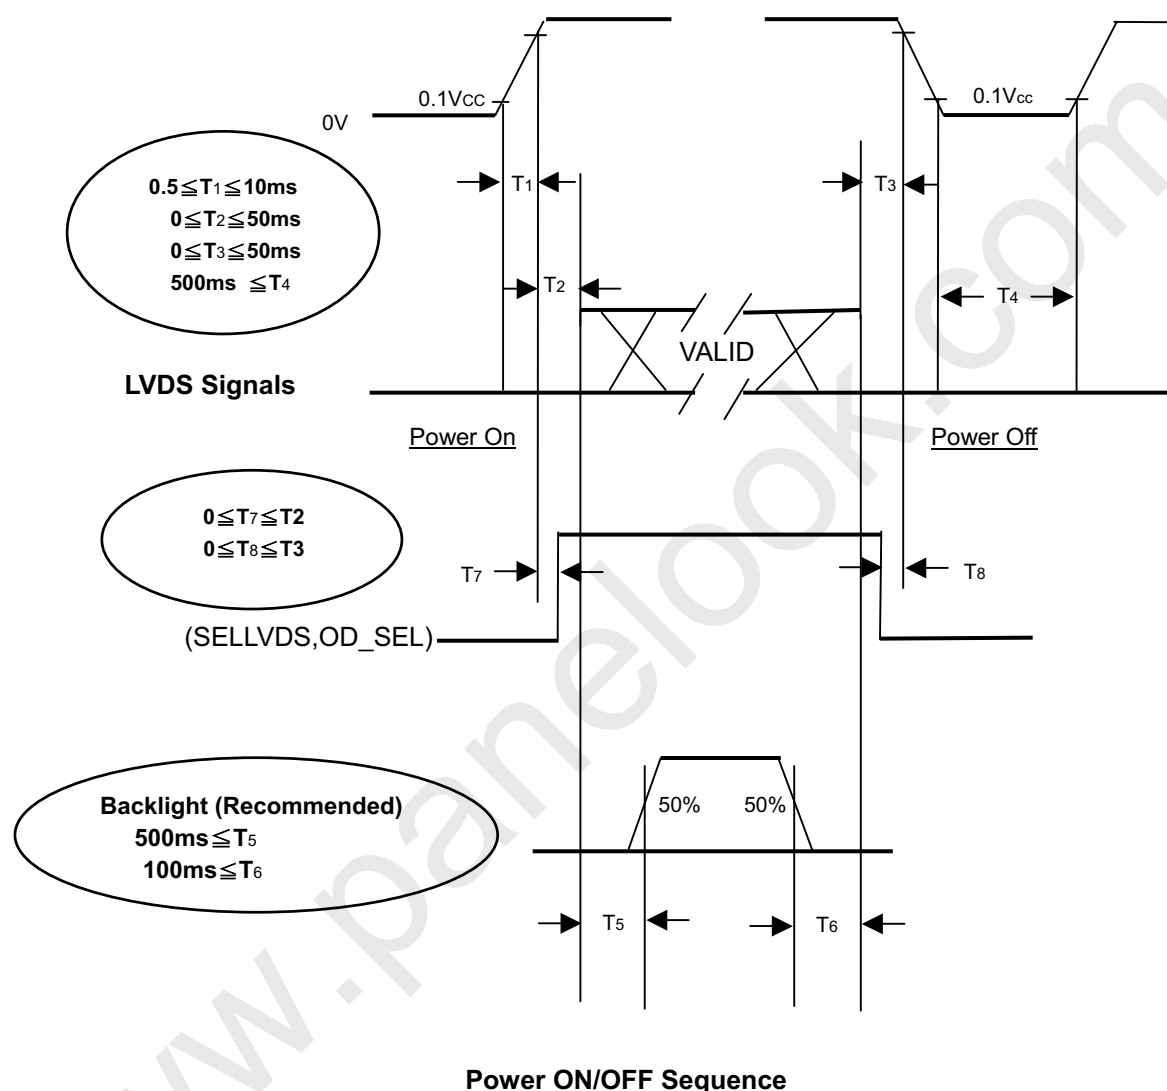 0.1VCC
0.1Vcc
0V
0.5≦T1≦10ms
0≦T2≦50ms
0≦T3≦50ms
500ms ≦T4
T1
T3
T2
T4
VALID
LVDS Signals
Power On
Power Off
0≦T7≦T2
0≦T8≦T3
T7
T8
(SELLVDS,OD_SEL)
Backlight (Recommended)
500ms≦T5
100ms≦T6
50%
50%
T5
T6
Power ON/OFF Sequence
w.panelook.com